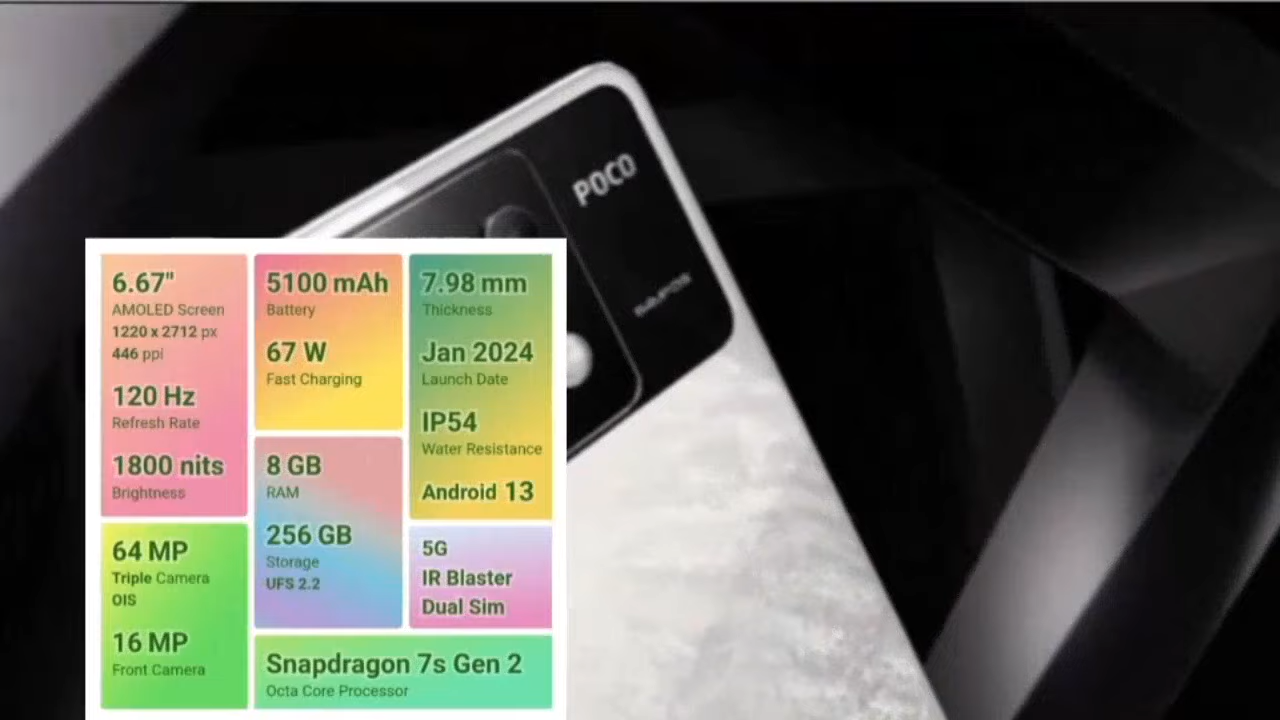 POCO
6.67"
AMOLED Screen
1220 x 2712 px
446 ppi
120 Hz
Refresh Rate
1800 nits
Brightness
64 MP
Triple Camera
OIS
16 MP
Front Camera
5100 mAh
Battery
67 W
Fast Charging
8 GB
RAM
256 GB
Storage
UFS 2.2
7.98 mm
Thickness
Jan 2024
Launch Date
IP54
Water Resistance
Android 13
5G
IR Blaster
Dual Sim
Snapdragon 7s Gen 2
Octa Core Processor